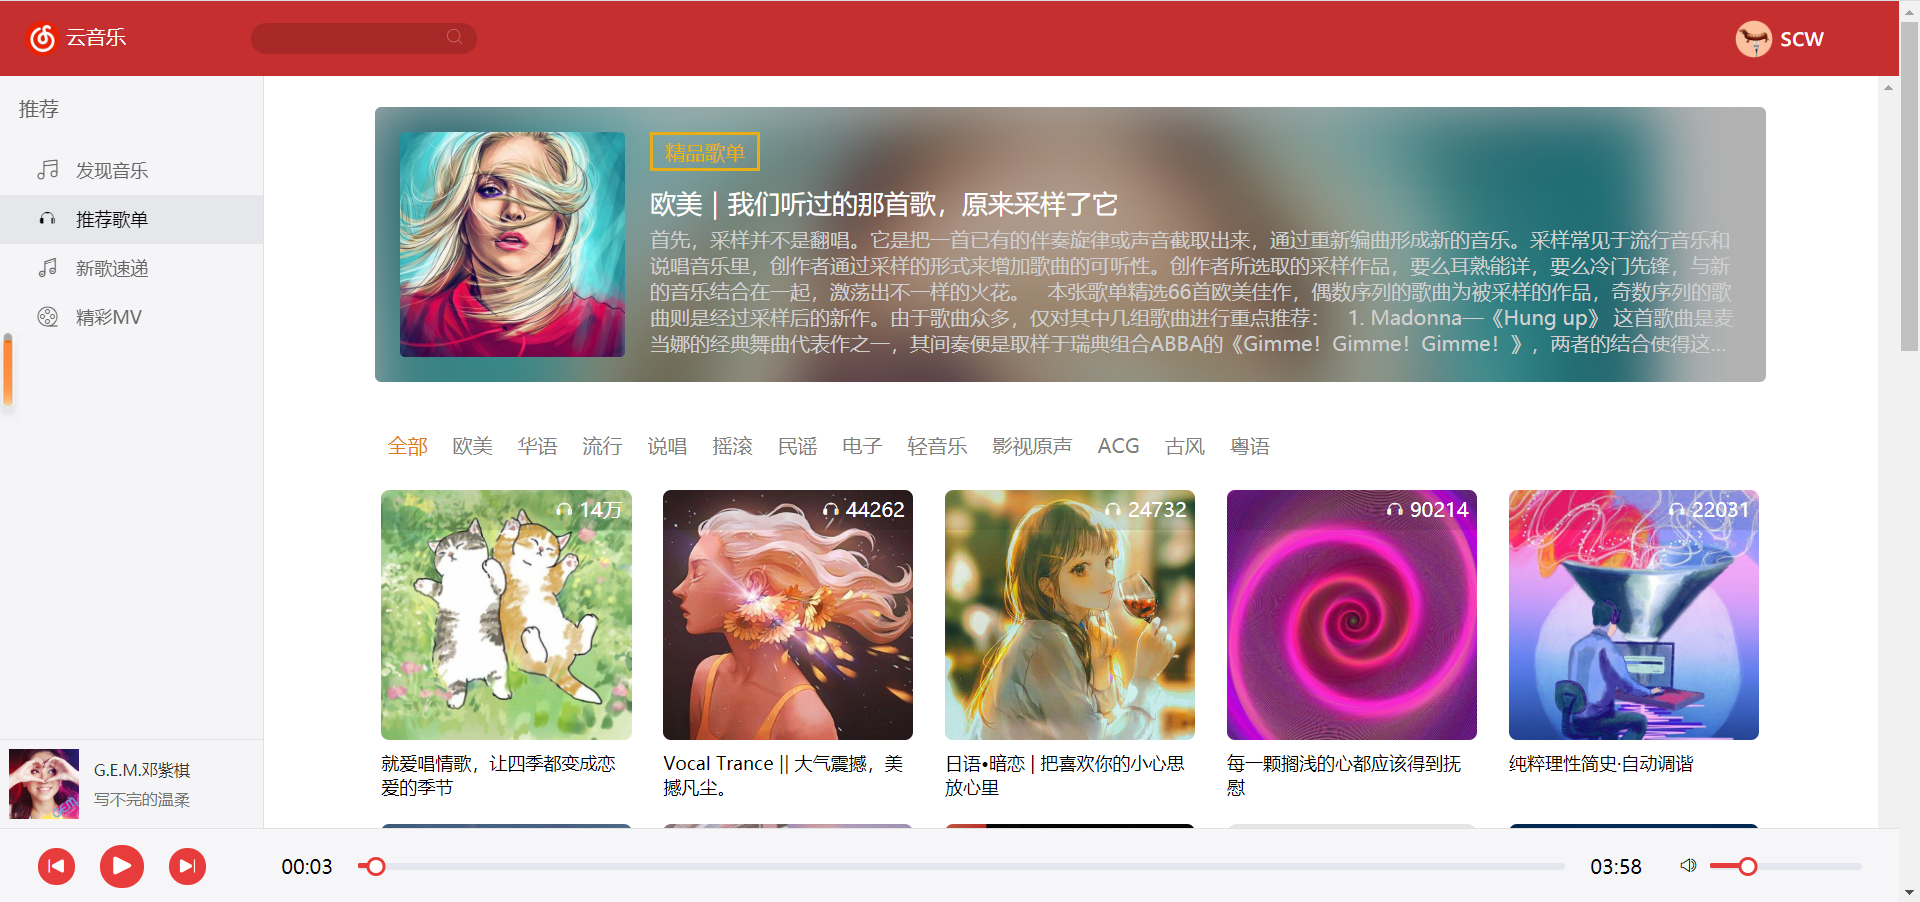 云音乐
SCW
推荐
发现音乐
推荐歌单
新歌速递
精彩MV
精品歌单
欧美 | 我们听过的那首歌，原来采样了它
首先，采样并不是翻唱。它是把一首已有的伴奏旋律或声音截取出来，通过重新编曲形成新的音乐。采样常见于流行音乐和
说唱音乐里，创作者通过采样的形式来增加歌曲的可听性。创作者所选取的采样作品，要么耳熟能详，要么冷门先锋，与新
的音乐结合在一起，激荡出不一样的火花。 本张歌单精选66首欧美佳作，偶数序列的歌曲为被采样的作品，奇数序列的歌
曲则是经过采样后的新作。由于歌曲众多，仅对其中几组歌曲进行重点推荐： 1. Madonna—《Hung up》 这首歌曲是麦
当娜的经典舞曲代表作之一，其间奏便是取样于瑞典组合ABBA的《Gimme！Gimme！Gimme！》，两者的结合使得这...
全部 欧美 华语 流行 说唱 摇滚 民谣 电子 轻音乐 影视原声 ACG 古风 粤语
14万
44262
24732
90214
22031
就爱唱情歌，让四季都变成恋
爱的季节
Vocal Trance || 大气震撼，美
撼凡尘。
日语•暗恋 | 把喜欢你的小心思
放心里
每一颗搁浅的心都应该得到抚
慰
纯粹理性简史·自动调谐
G.E.M.邓紫棋
写不完的温柔
00:03
03:58